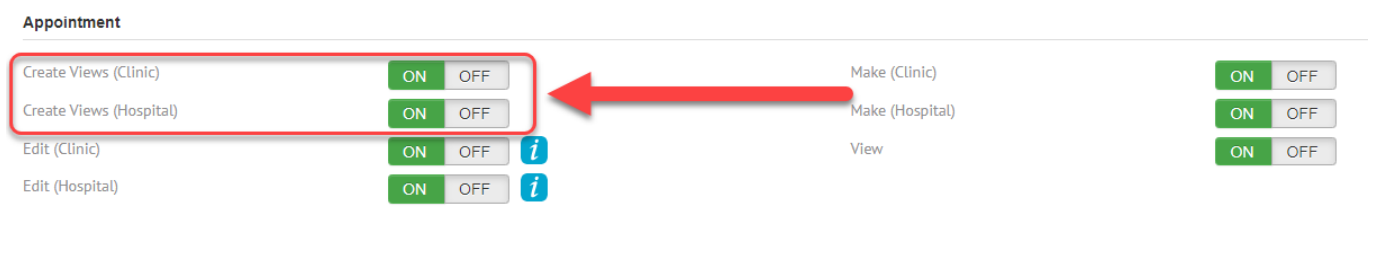 Appointment
Create Views (Clinic) ON OFF Make (Clinic) ON OFF
Create Views (Hospital) ON OFF Make (Hospital) ON OFF
Edit (Clinic) ON OFF i View ON OFF
Edit (Hospital) ON OFF i